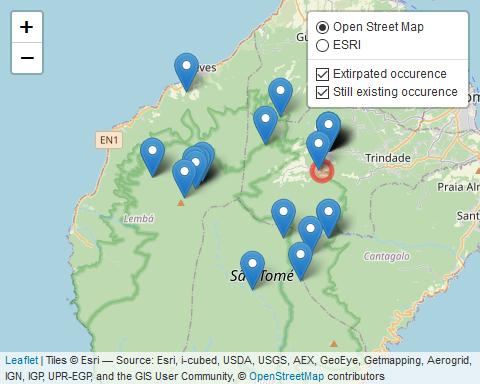 +
−
Open Street Map
ESRI
Extirpated occurence
Still existing occurence
EN1
Trindade
Praia Al
Lembá
Cantagalo
São Tomé
Leaflet | Tiles © Esri — Source: Esri, i-cubed, USDA, USGS, AEX, GeoEye, Getmapping, Aerogrid,
IGN, IGP, UPR-EGP, and the GIS User Community, © OpenStreetMap contributors